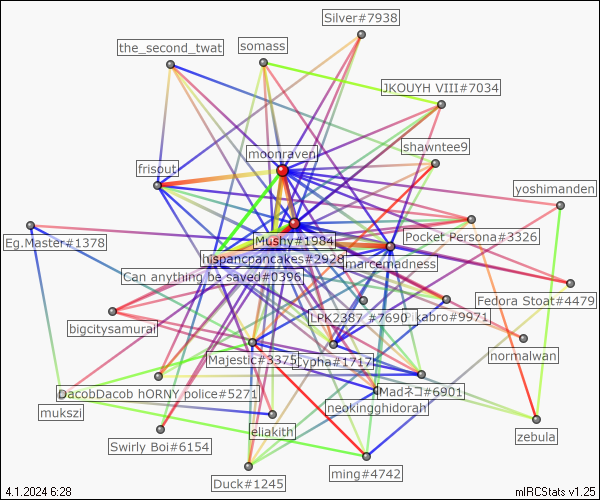 Silver#7938
the_second_twat
somass
JKOUYH VIII#7034
shawntee9
moonraven
frisout
yoshimanden
Mushy#1984
Pocket Persona#3326
Eg.Master#1378
hispancpancakes#2928
marcemadness
Can anything be saved#0396
Fedora Stoat#4479
LPK2387 #7690
Pikabro#9971
bigcitysamurai
normalwan
Majestic#3375
Lypha#1717
DacobDacob hORNY police#5271
Madネコ#6901
mukszi
neokingghidorah
eliakith
zebula
Swirly Boi#6154
ming#4742
Duck#1245
4.1.2024 6:28
mIRCStats v1.25